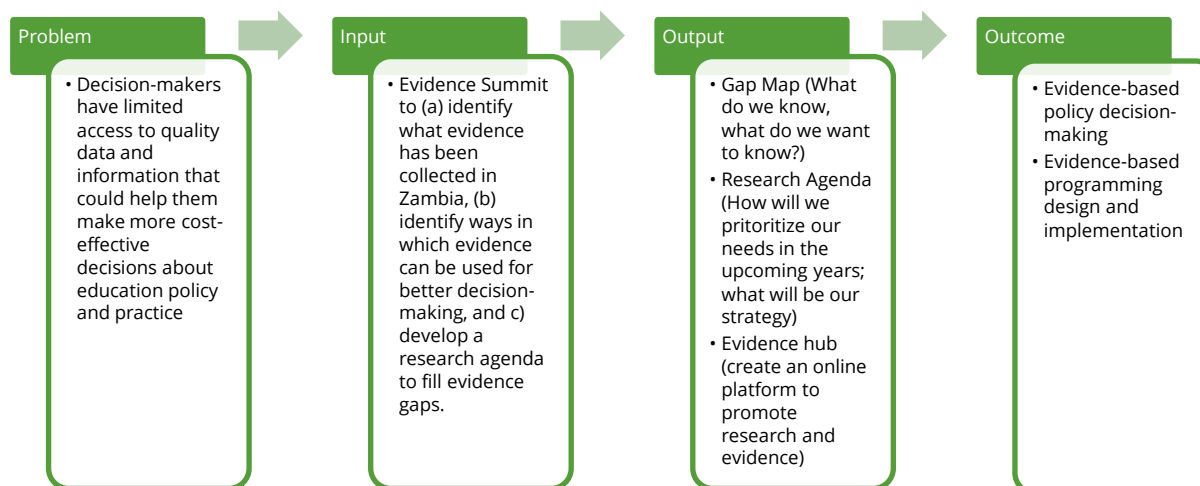 Problem
• Decision-makers
have limited
access to quality
data and
information that
could help them
make more cost-
effective
decisions about
education policy
and practice
Input
• Evidence Summit
to (a) identify
what evidence
has been
collected in
Zambia, (b)
identify ways in
which evidence
can be used for
better decision-
making, and c)
develop a
research agenda
to fill evidence
gaps.
Output
• Gap Map (What
do we know,
what do we want
to know?)
• Research Agenda
(How will we
pritoritize our
needs in the
upcoming years;
what will be our
strategy)
• Evidence hub
(create an online
platform to
promote
research and
evidence)
Outcome
• Evidence-based
policy decision-
making
• Evidence-based
programming
design and
implementation